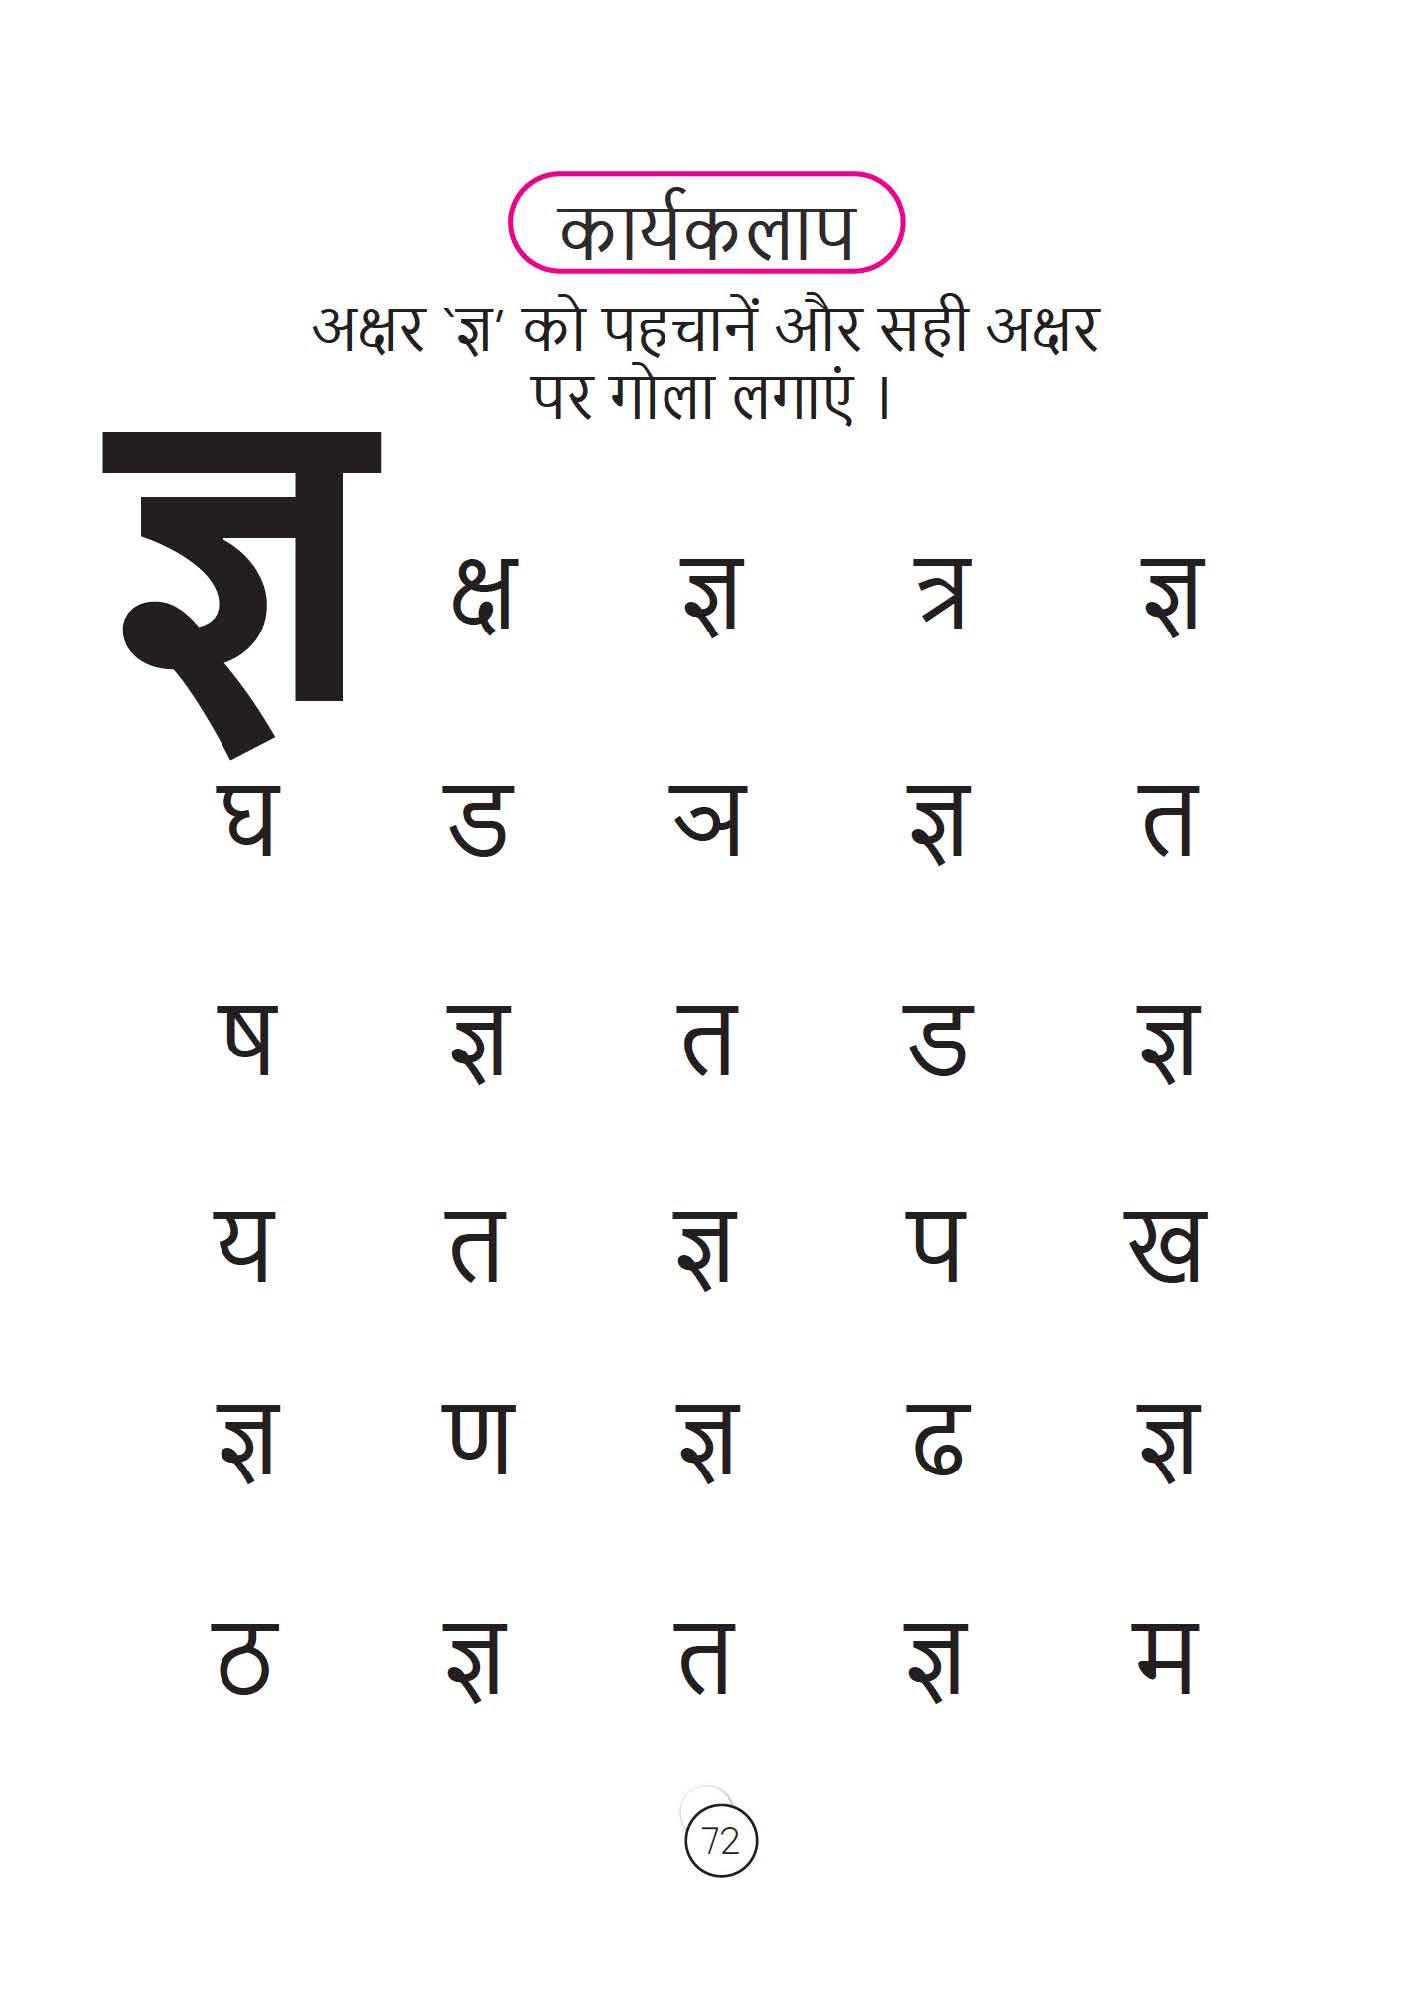 कार्यकलाप
अक्षर `ज्ञ’ को पहचानें और सही अक्षर
पर गोला लगाएं ।
ज्ञ
क्ष ज्ञ त्र ज्ञ
घ ड ञ ज्ञ त
ष ज्ञ त ड ज्ञ
य त ज्ञ प ख
ज्ञ ण ज्ञ ढ ज्ञ
ठ ज्ञ त ज्ञ म
72